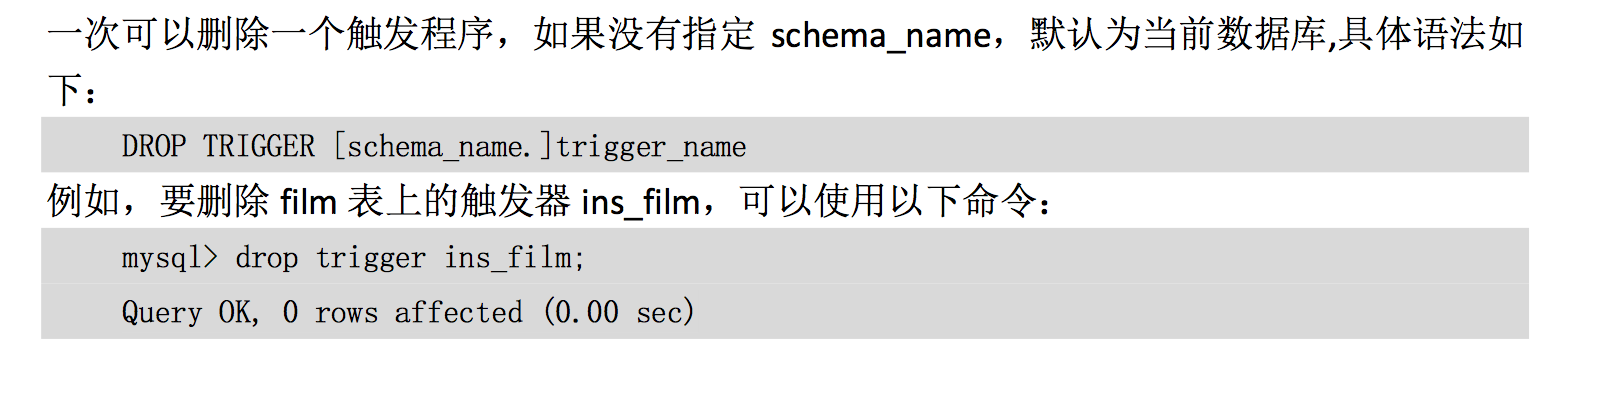 一次可以删除一个触发程序，如果没有指定 schema_name，默认为当前数据库,具体语法如
下：
DROP TRIGGER [schema_name.]trigger_name
例如，要删除 film 表上的触发器 ins_film，可以使用以下命令：
mysql> drop trigger ins_film;
Query OK, 0 rows affected (0.00 sec)